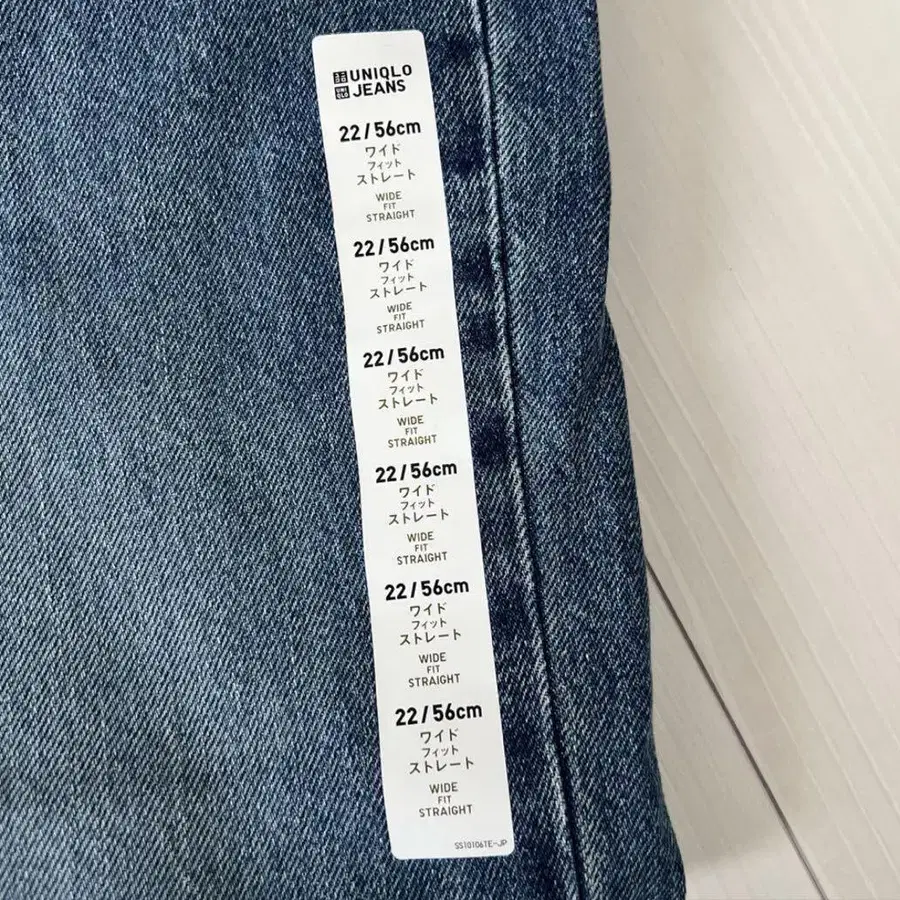 UNIQLO
JEANS
22/56cm
ワイド
フィット
ストレート
WIDE
FIT
STRAIGHT
22/56cm
ワイド
フィット
ストレート
WIDE
FIT
STRAIGHT
22/56cm
ワイド
フィット
ストレート
WIDE
FIT
STRAIGHT
22/56cm
ワイド
フィット
ストレート
WIDE
FIT
STRAIGHT
22/56cm
ワイド
フィット
ストレート
WIDE
FIT
STRAIGHT
22/56cm
ワイド
フィット
ストレート
WIDE
FIT
STRAIGHT
SS10106TE-JP